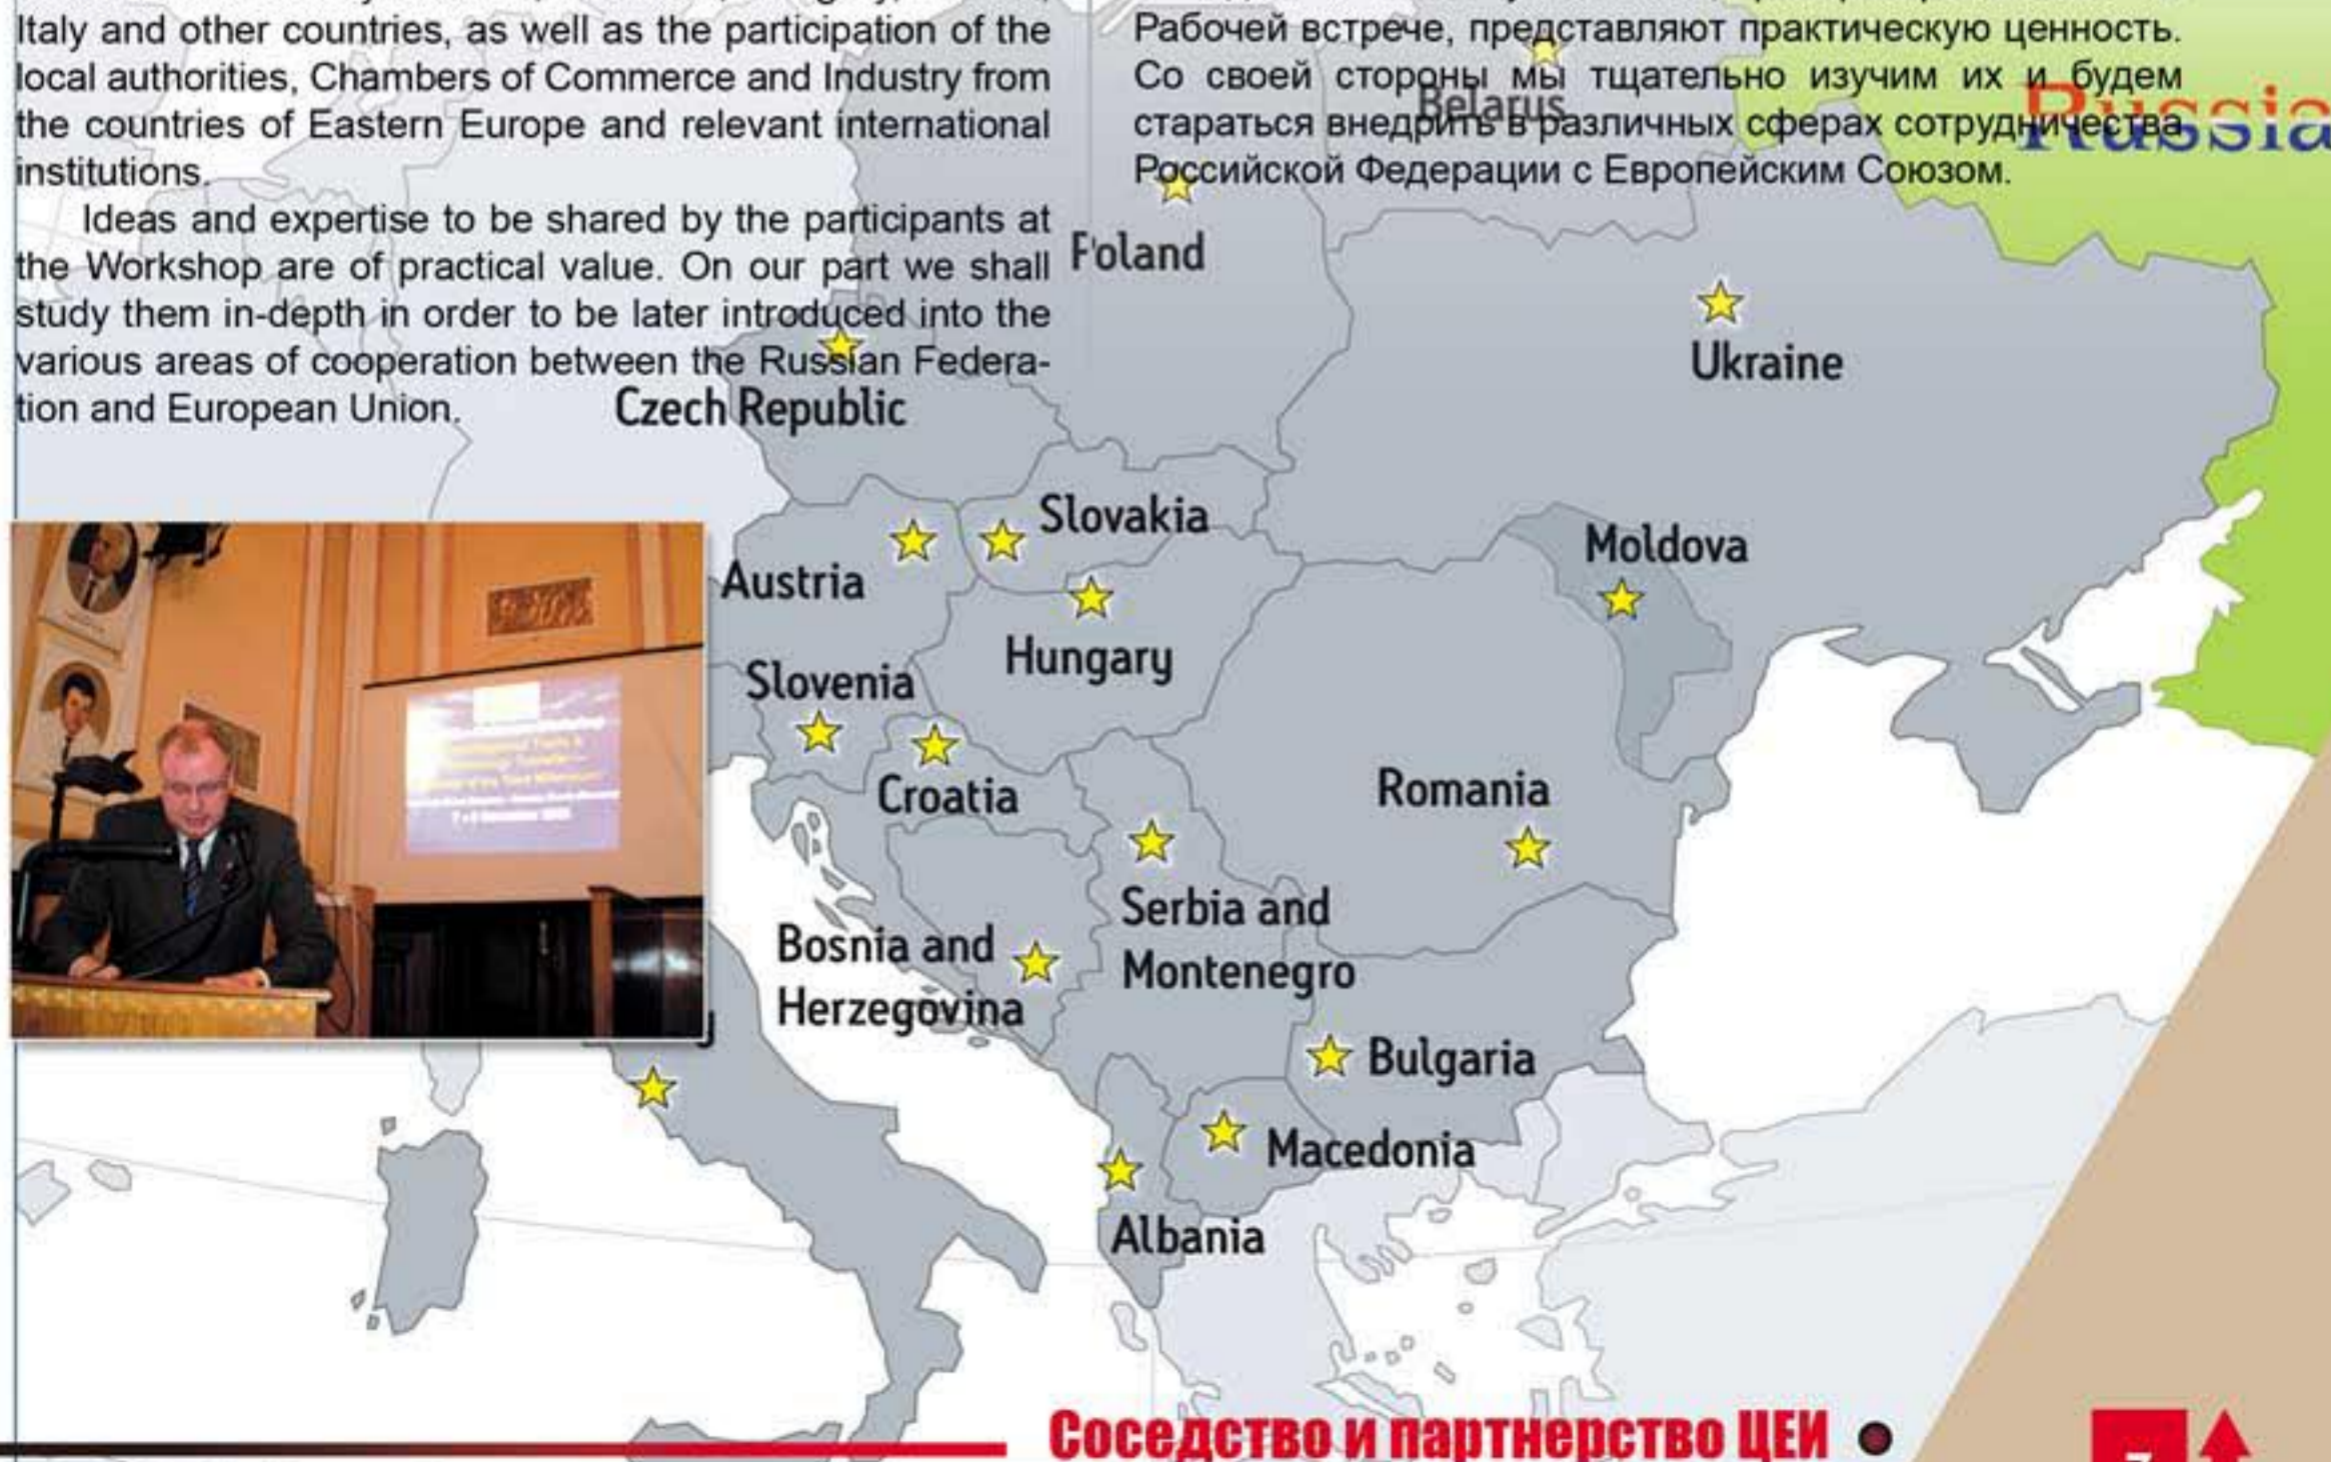 Italy and other countries, as well as the participation of the
local authorities, Chambers of Commerce and Industry from
the countries of Eastern Europe and relevant international
institutions.
Ideas and expertise to be shared by the participants at
the Workshop are of practical value. On our part we shall
study them in-depth in order to be later introduced into the
various areas of cooperation between the Russian Federa-
tion and European Union.
Рабочей встрече, представляют практическую ценность.
Со своей стороны мы тщательно изучим их и будем
стараться внедрить в различных сферах сотрудничества
Российской Федерации с Европейским Союзом.
Belarus
Russia
Poland
Ukraine
Czech Republic
Slovakia
Moldova
Austria
Hungary
Slovenia
Croatia
Romania
Serbia and
Montenegro
Bosnia and
Herzegovina
Bulgaria
Macedonia
Albania
Соседство и партнерство ЦЕИ